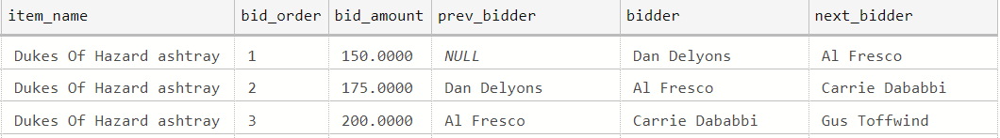 item_name bid_order bid_amount prev_bidder bidder next_bidder
Dukes Of Hazard ashtray 1 150.0000 NULL Dan Delyons Al Fresco
Dukes Of Hazard ashtray 2 175.0000 Dan Delyons Al Fresco Carrie Dababbi
Dukes Of Hazard ashtray 3 200.0000 Al Fresco Carrie Dababbi Gus Toffwind